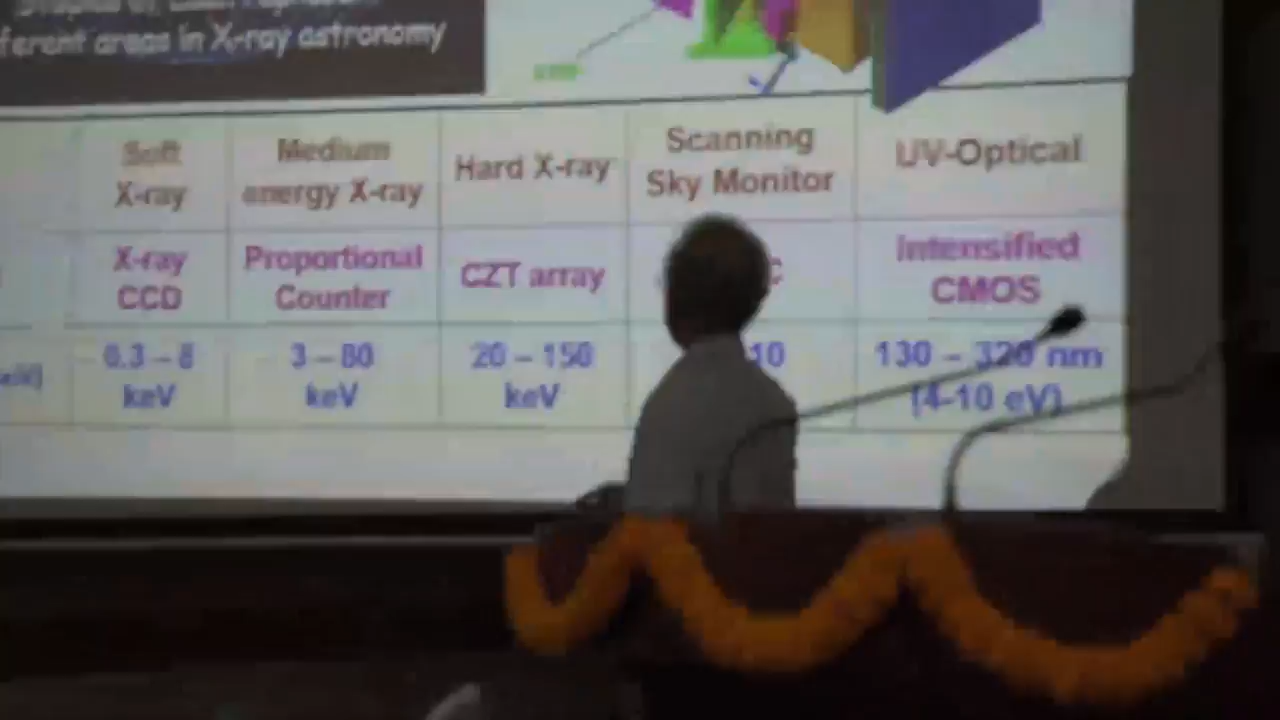 ferent areas in X-ray astronomy
Soft
X-ray
Medium
energy X-ray
Hard X-ray
Scanning
Sky Monitor
UV-Optical
X-ray
CCD
Proportional
Counter
CZT array
C
Intensified
CMOS
0.3 – 8
keV
3 – 80
keV
20 – 150
keV
10
130 – 320 nm
(4-10 eV)